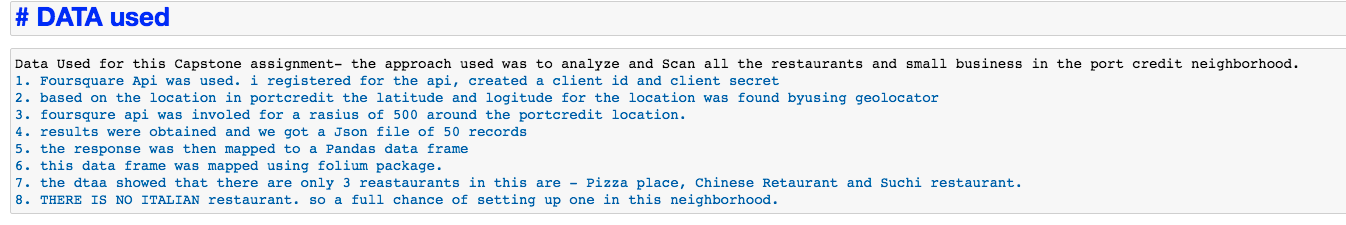 # DATA used
Data Used for this Capstone assignment- the approach used was to analyze and Scan all the restaurants and small business in the port credit neighborhood.
1. Foursquare Api was used. i registered for the api, created a client id and client secret
2. based on the location in portcredit the latitude and logitude for the location was found byusing geolocator
3. foursqure api was involed for a rasius of 500 around the portcredit location.
4. results were obtained and we got a Json file of 50 records
5. the response was then mapped to a Pandas data frame
6. this data frame was mapped using folium package.
7. the dtaa showed that there are only 3 reastaurants in this are - Pizza place, Chinese Retaurant and Suchi restaurant.
8. THERE IS NO ITALIAN restaurant. so a full chance of setting up one in this neighborhood.